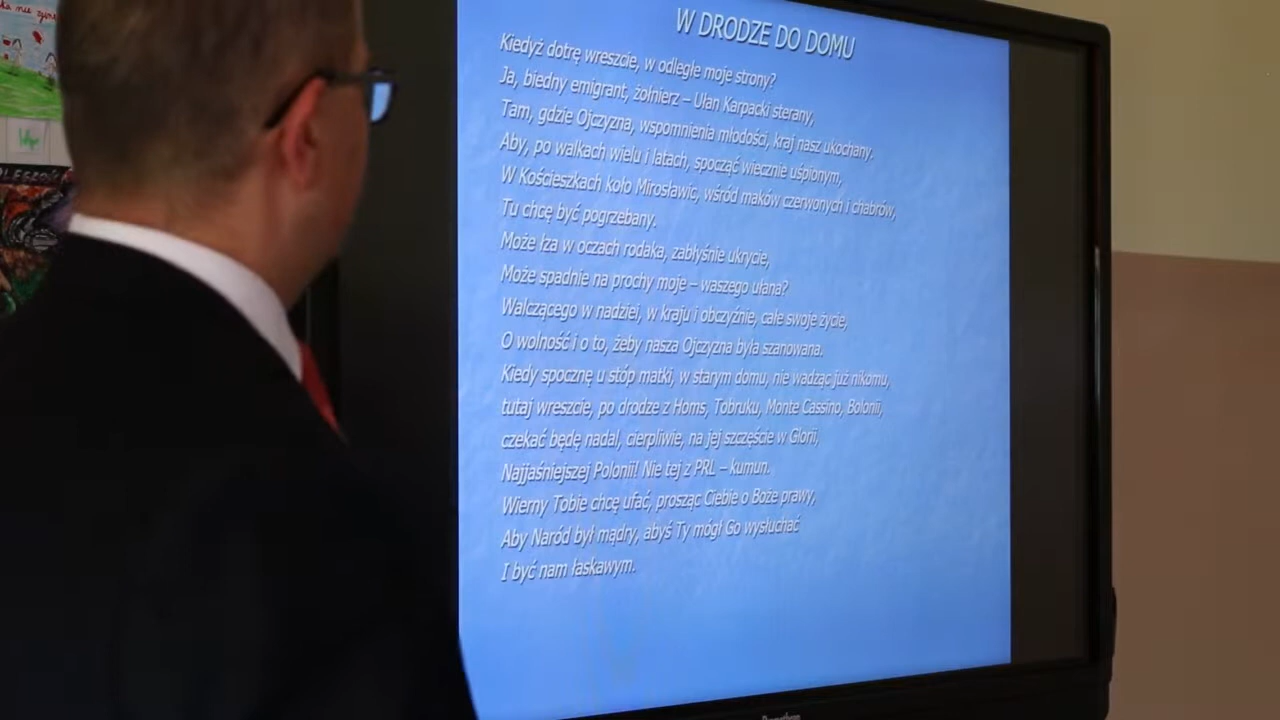 W DRODZE DO DOMU
Kiedyż dotrę wreszcie, w odległe moje strony?
Ja, biedny emigrant, żołnierz – Ułan Karpacki sterany,
Tam, gdzie Ojczyzna, wspomnienia młodości, kraj nasz ukochany.
Aby, po walkach wielu i latach, spocząć wiecznie uśpionym,
W Kościeszkach koło Mirosławic, wśród maków czerwonych i chabrów,
Tu chcę być pogrzebany.
Może łza w oczach rodaka, zabłyśnie ukrycie,
Może spadnie na prochy moje – waszego ułana?
Walczącego w nadziei, w kraju i obczyźnie, całe swoje życie,
O wolność i o to, żeby nasza Ojczyzna była szanowana.
Kiedy spocznę u stóp matki, w starym domu, nie wadząc już nikomu,
tutaj wreszcie, po drodze z Homs, Tobruku, Monte Cassino, Bolonii,
czekać będę nadal, cierpliwie, na jej szczęście w Glorii,
Najjaśniejszej Polonii! Nie tej z PRL – kumun.
Wierny Tobie chcę ufać, prosząc Ciebie o Boże prawy,
Aby Naród był mądry, abyś Ty mógł Go wysłuchać
I być nam łaskawym.